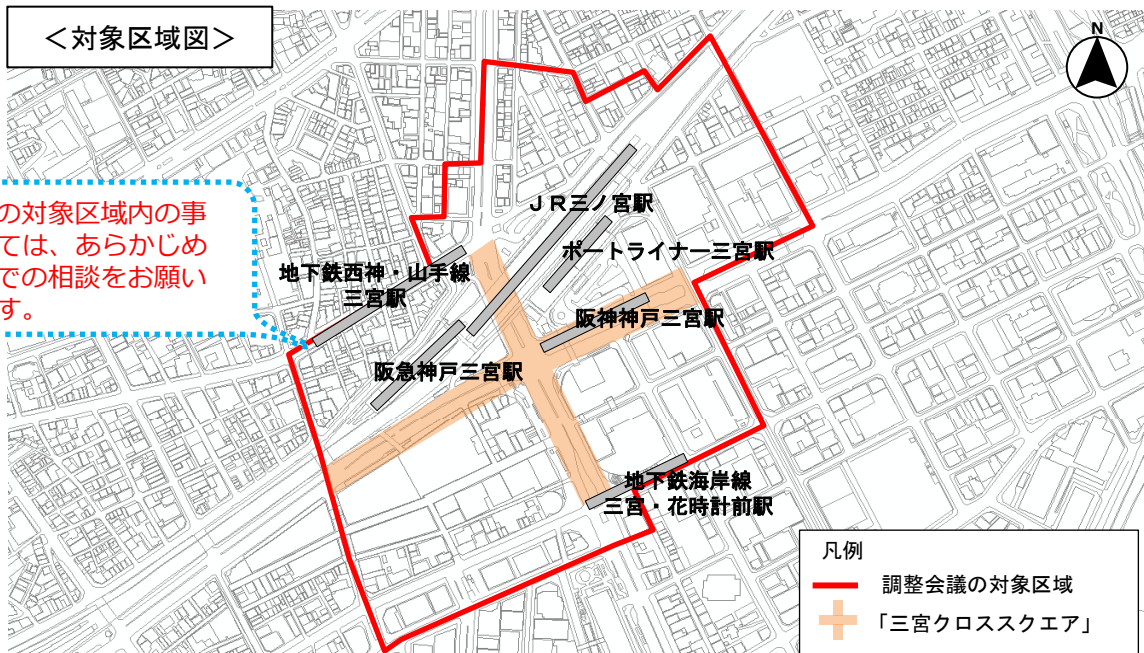 ＜対象区域図＞
N
の対象区域内の事
ては、あらかじめ
での相談をお願い
す。
ＪＲ三ノ宮駅
ポートライナー三宮駅
地下鉄西神・山手線
三宮駅
阪神神戸三宮駅
阪急神戸三宮駅
地下鉄海岸線
三宮・花時計前駅
凡例
調整会議の対象区域
「三宮クロススクエア」